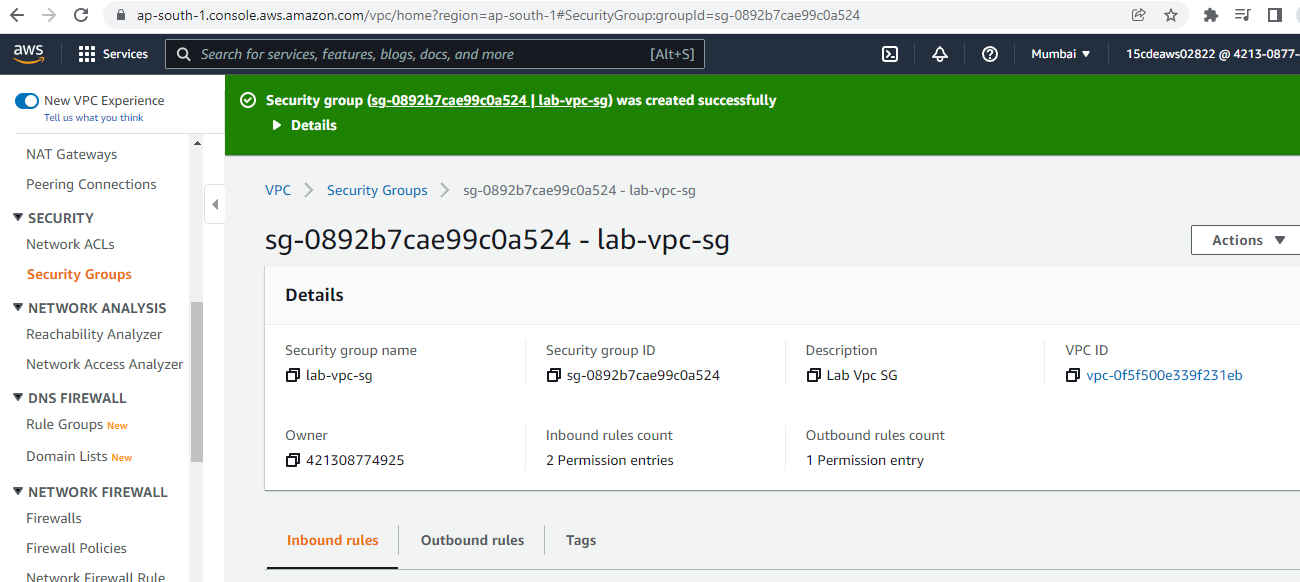 ap-south-1.console.aws.amazon.com/vpc/home?region=ap-south-1#SecurityGroup:groupId=sg-0892b7cae99c0a524
aws
Services
Search for services, features, blogs, docs, and more
[Alt+S]
Mumbai
15cdeaws02822 @ 4213-0877-
New VPC Experience
Tell us what you think
NAT Gateways
Peering Connections
SECURITY
Network ACLs
Security Groups
NETWORK ANALYSIS
Reachability Analyzer
Network Access Analyzer
DNS FIREWALL
Rule Groups New
Domain Lists New
NETWORK FIREWALL
Firewalls
Firewall Policies
Network Firewall Rule
Security group (sg-0892b7cae99c0a524 | lab-vpc-sg) was created successfully
Details
VPC
Security Groups
sg-0892b7cae99c0a524 - lab-vpc-sg
sg-0892b7cae99c0a524 - lab-vpc-sg
Actions
Details
Security group name
lab-vpc-sg
Security group ID
sg-0892b7cae99c0a524
Description
Lab Vpc SG
VPC ID
vpc-0f5f500e339f231eb
Owner
421308774925
Inbound rules count
2 Permission entries
Outbound rules count
1 Permission entry
Inbound rules
Outbound rules
Tags